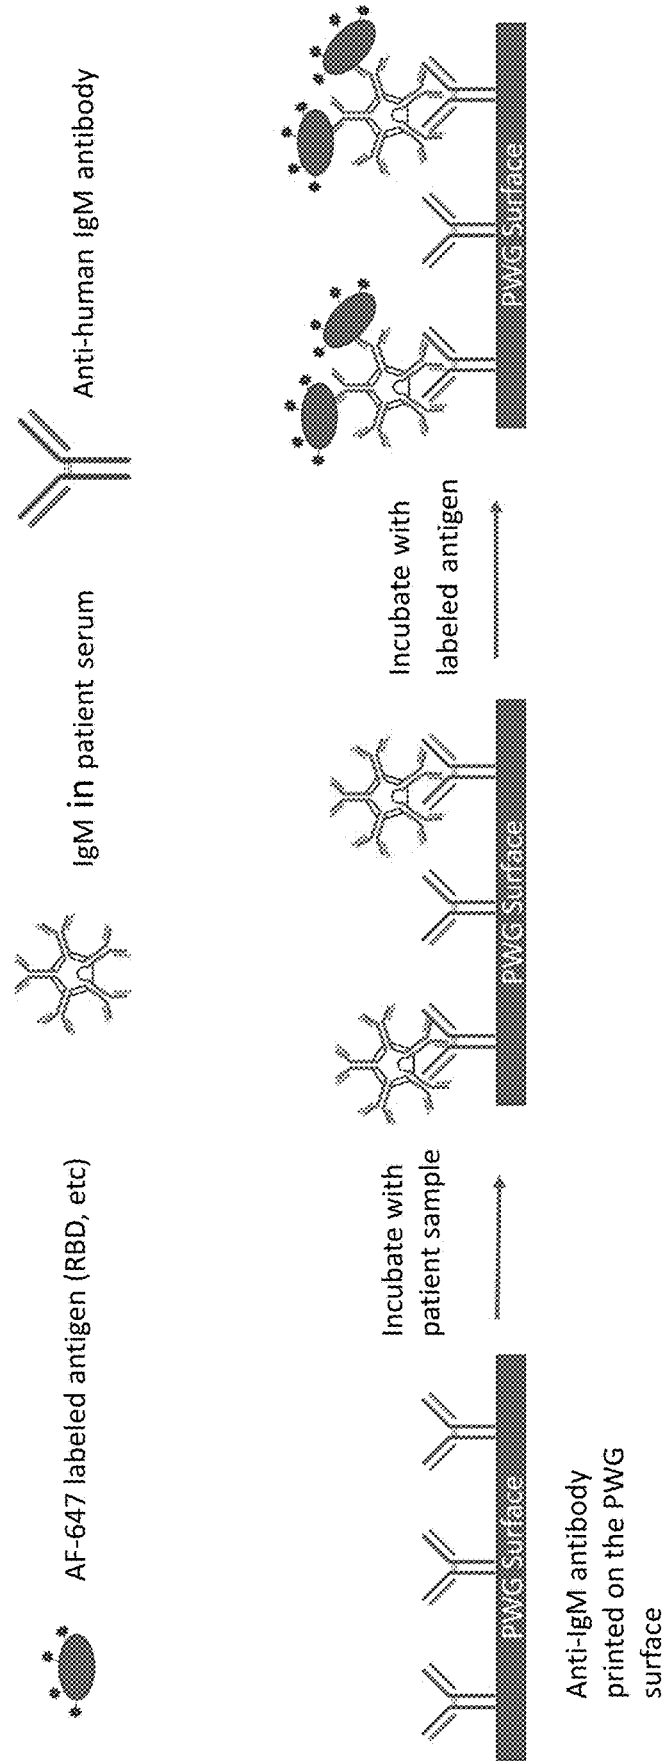 AF-647 labeled antigen (RBD, etc)
IgM in patient serum
Anti-human IgM antibody
PWG Surface
Anti-IgM antibody
printed on the PWG
surface
Incubate with
patient sample
PWG Surface
Incubate with
labeled antigen
PWG Surface